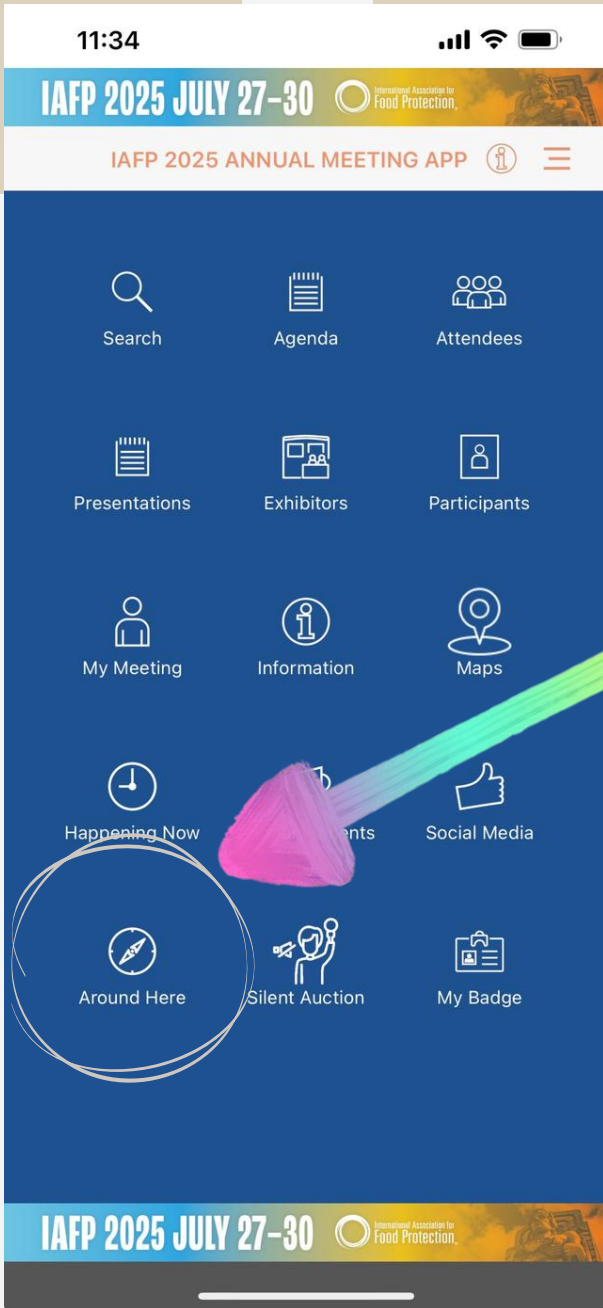 11:34
IAFP 2025 JULY 27–30
International Association for
Food Protection®
IAFP 2025 ANNUAL MEETING APP
Search
Agenda
Attendees
Presentations
Exhibitors
Participants
My Meeting
Information
Maps
Happening Now
nts
Social Media
Around Here
Silent Auction
My Badge
IAFP 2025 JULY 27–30
International Association for
Food Protection®